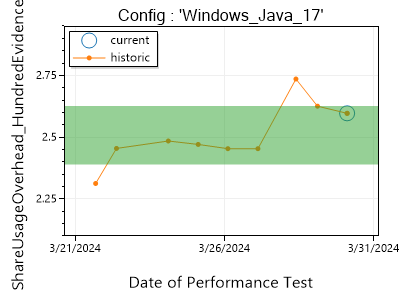 Config : 'Windows_Java_17'
current
historic
ShareUsageOverhead_HundredEvidence
2.75
2.5
2.25
3/21/2024
3/26/2024
3/31/2024
Date of Performance Test